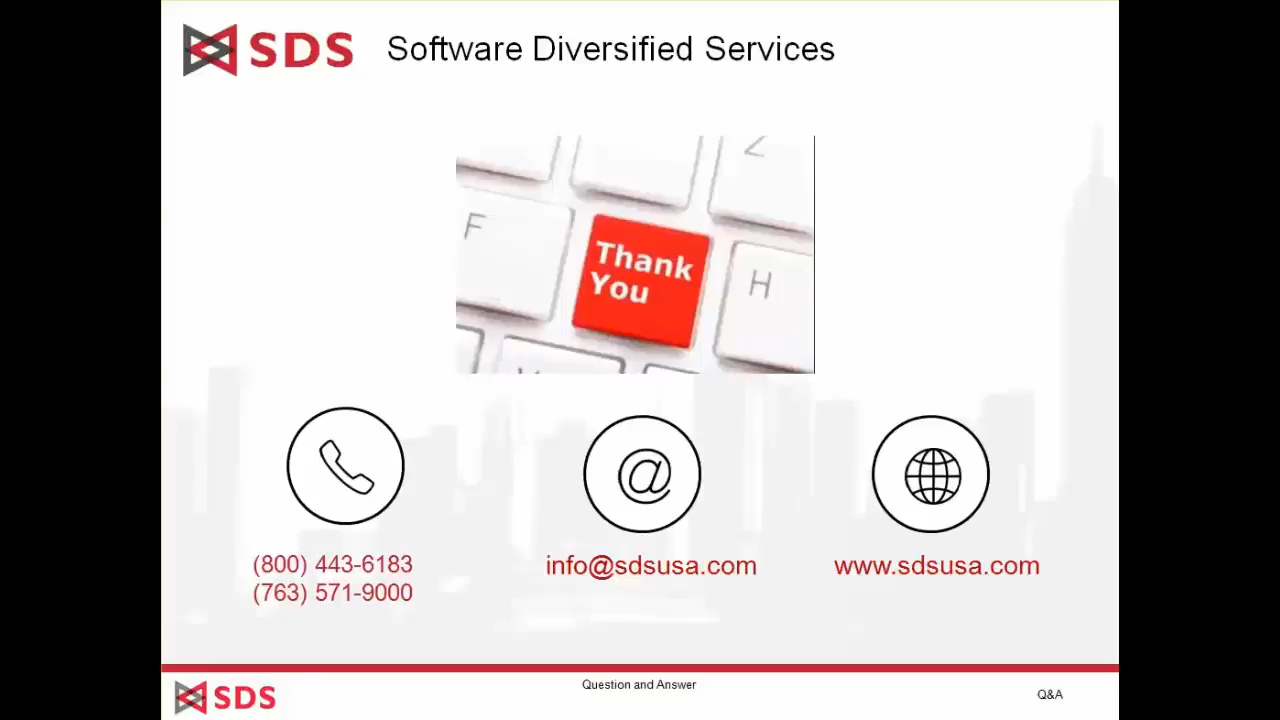 SDS Software Diversified Services
Z
F
Thank
You
H
@
(800) 443-6183
(763) 571-9000
info@sdsusa.com
www.sdsusa.com
Question and Answer
SDS
Q&A